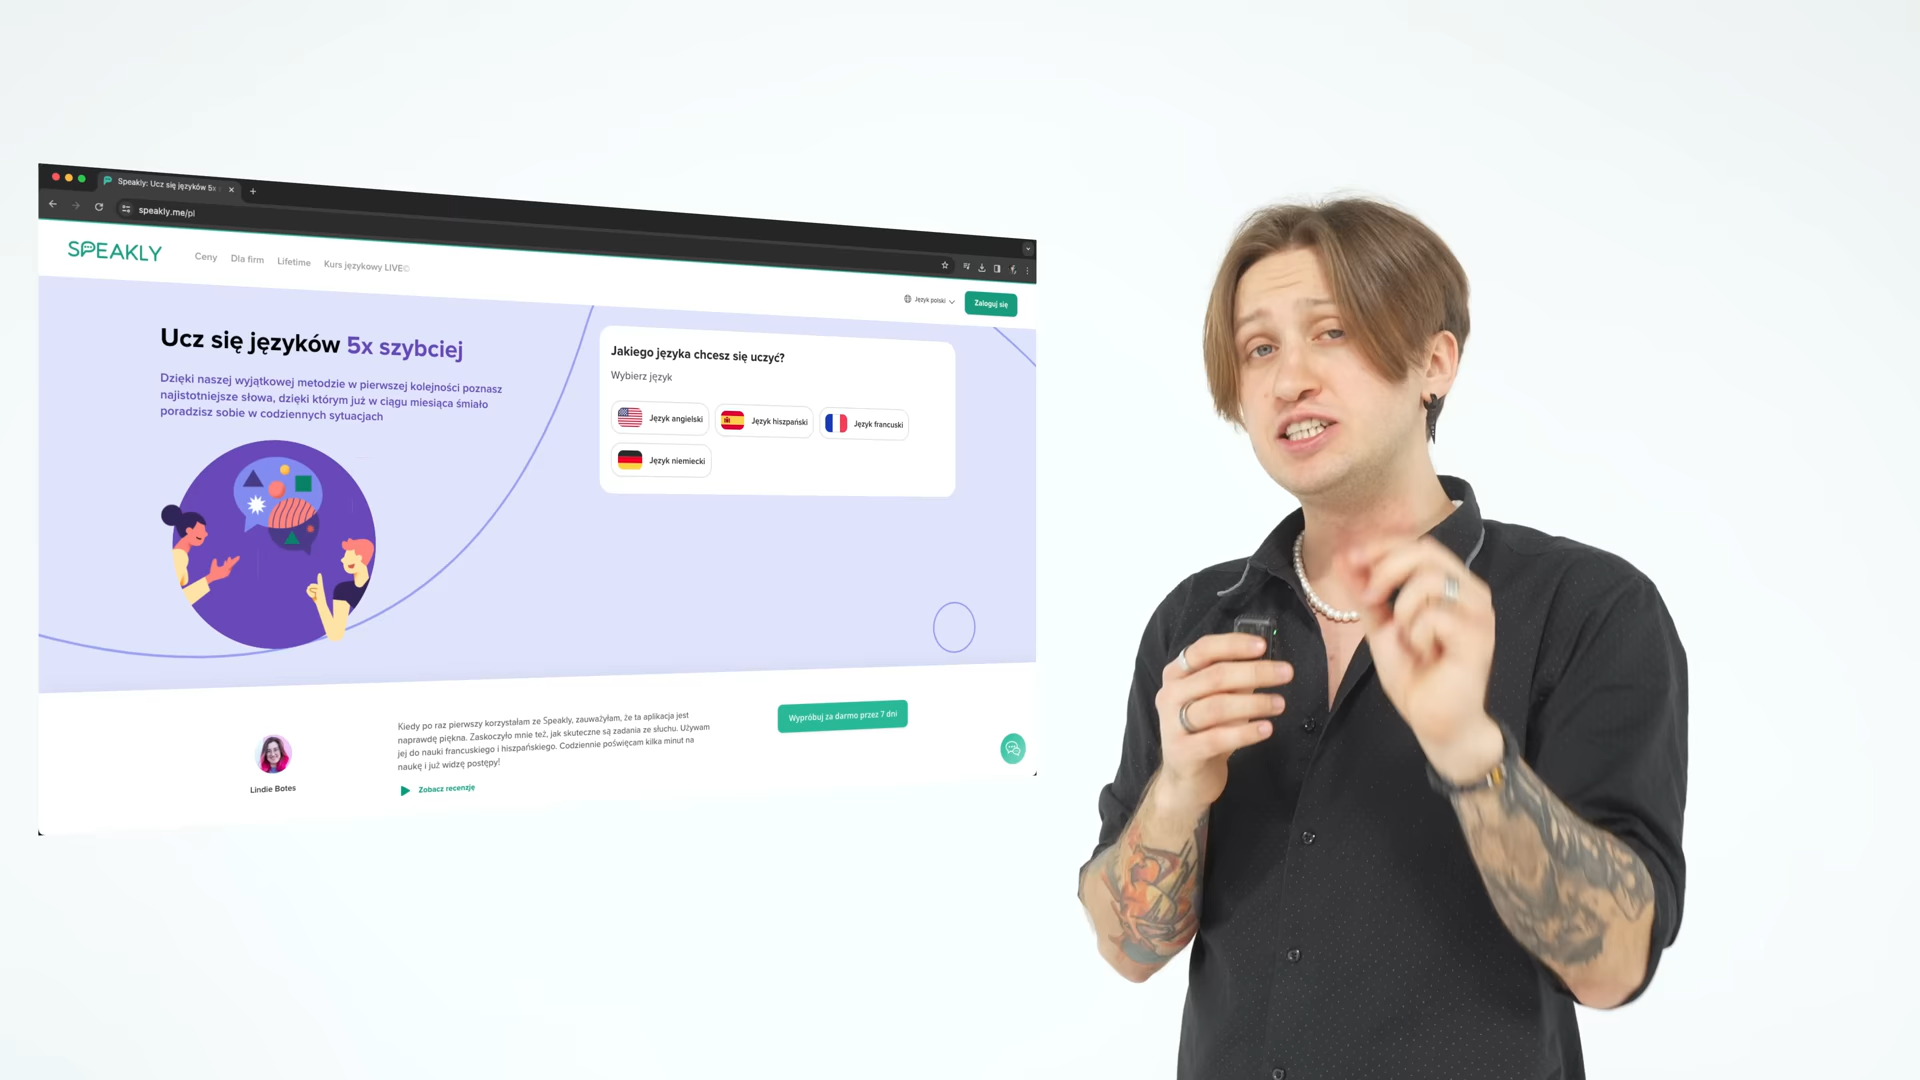 Speakly: Ucz się języków 5x
speakly.me/pl
SPEAKLY
Ceny
Dla firm
Lifetime
Kurs językowy LIVE
Język polski
Zaloguj się
Ucz się języków 5x szybciej
Dzięki naszej wyjątkowej metodzie w pierwszej kolejności poznasz
najistotniejsze słowa, dzięki którym już w ciągu miesiąca śmiało
poradzisz sobie w codziennych sytuacjach
Jakiego języka chcesz się uczyć?
Wybierz język
Język angielski
Język hiszpański
Język francuski
Język niemiecki
Lindie Botes
Kiedy po raz pierwszy korzystałam ze Speakly, zauważyłam, że ta aplikacja jest
naprawdę piękna. Zaskoczyło mnie też, jak skuteczne są zadania ze słuchu. Używam
jej do nauki francuskiego i hiszpańskiego. Codziennie poświęcam kilka minut na
naukę i już widzę postępy!
Zobacz recenzję
Wypróbuj za darmo przez 7 dni